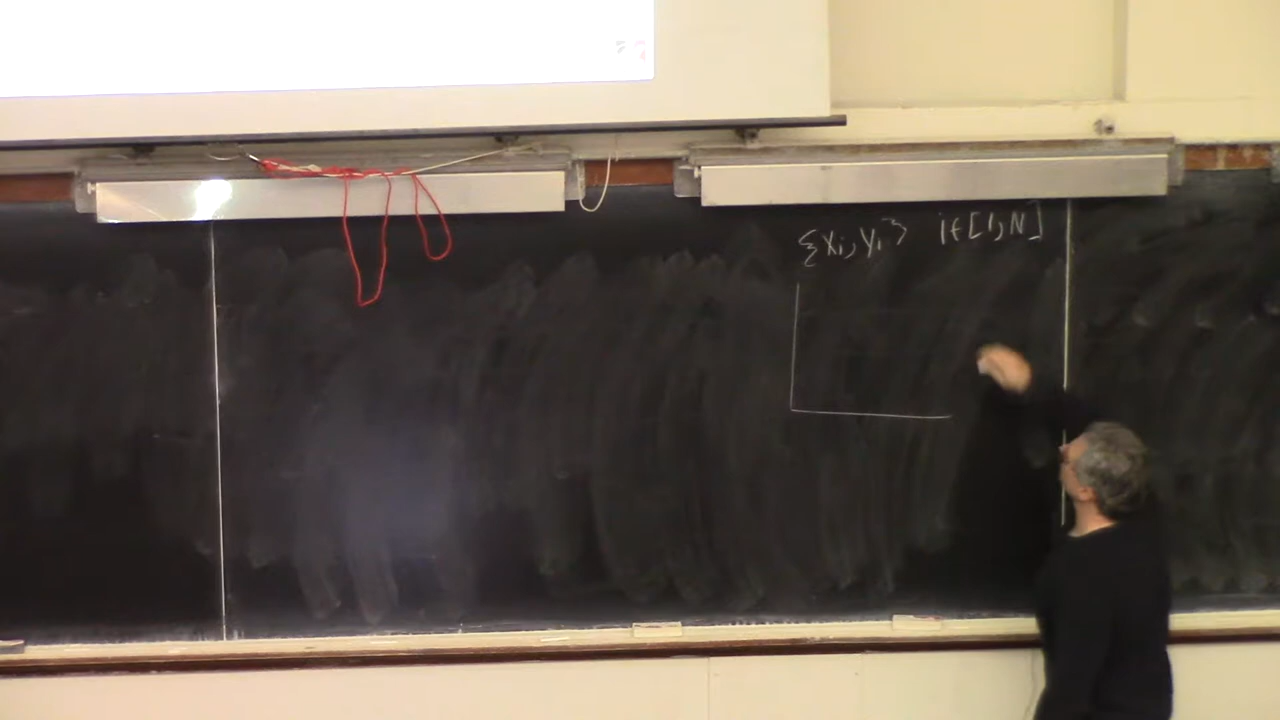 {xi, yi} i∈[1, N]